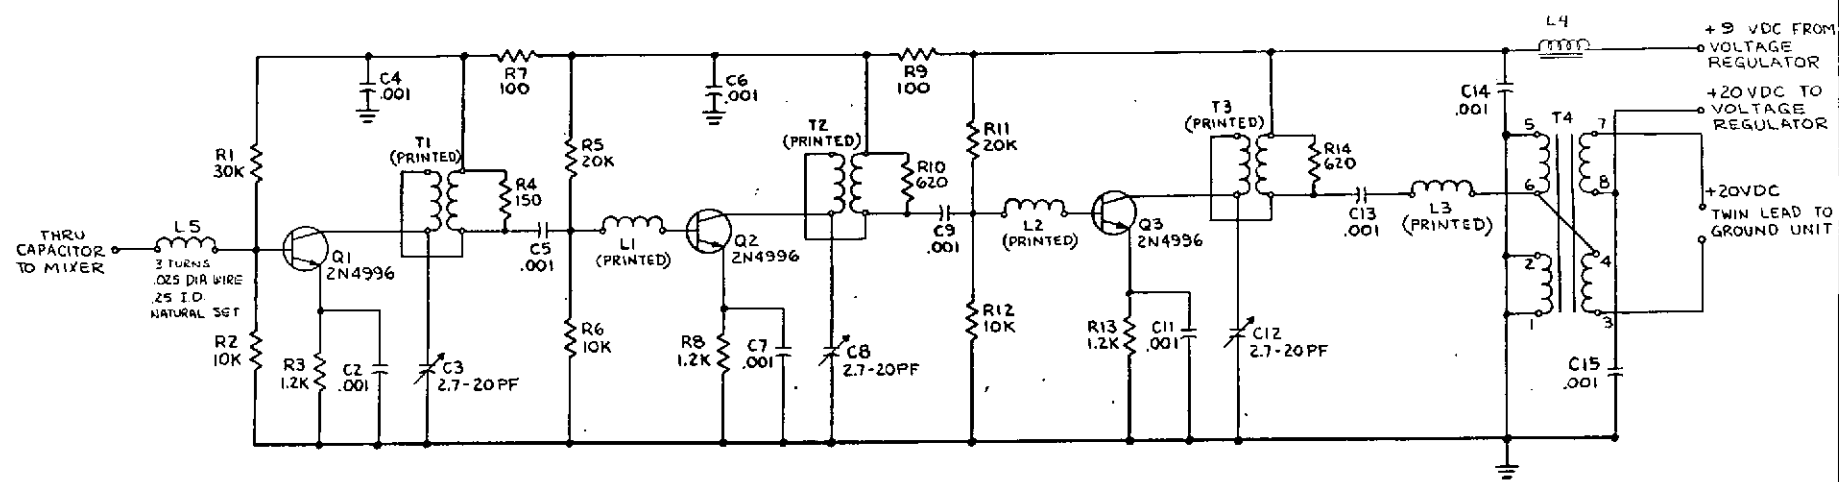 L4
+9 VDC FROM
VOLTAGE
REGULATOR
+20VDC TO
VOLTAGE
REGULATOR
C4
.001
R7
100
C6
.001
R9
100
C14
.001
T4
5
7
6
8
2
4
1
3
+20VDC
TWIN LEAD TO
GROUND UNIT
R1
30K
T1
(PRINTED)
R4
150
R5
20K
T2
(PRINTED)
R10
620
R11
20K
T3
(PRINTED)
R14
620
THRU
CAPACITOR
TO MIXER
L5
3 TURNS
.025 DIA WIRE
.25 I.D.
NATURAL SET
Q1
2N4996
C5
.001
L1
(PRINTED)
Q2
2N4996
C9
.001
L2
(PRINTED)
Q3
2N4996
C13
.001
L3
(PRINTED)
R2
10K
R3
1.2K
C2
.001
C3
2.7-20PF
R6
10K
R8
1.2K
C7
.001
C8
2.7-20PF
R12
10K
R13
1.2K
C11
.001
C12
2.7-20PF
C15
.001